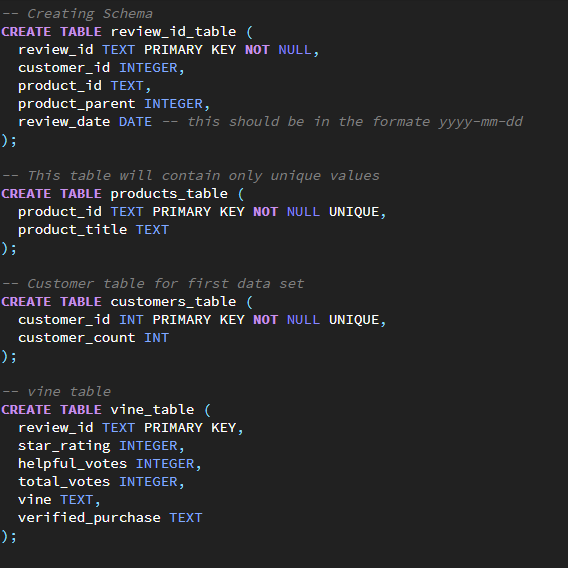 -- Creating Schema
CREATE TABLE review_id_table (
  review_id TEXT PRIMARY KEY NOT NULL,
  customer_id INTEGER,
  product_id TEXT,
  product_parent INTEGER,
  review_date DATE -- this should be in the formate yyyy-mm-dd
);

-- This table will contain only unique values
CREATE TABLE products_table (
  product_id TEXT PRIMARY KEY NOT NULL UNIQUE,
  product_title TEXT
);

-- Customer table for first data set
CREATE TABLE customers_table (
  customer_id INT PRIMARY KEY NOT NULL UNIQUE,
  customer_count INT
);

-- vine table
CREATE TABLE vine_table (
  review_id TEXT PRIMARY KEY,
  star_rating INTEGER,
  helpful_votes INTEGER,
  total_votes INTEGER,
  vine TEXT,
  verified_purchase TEXT
);